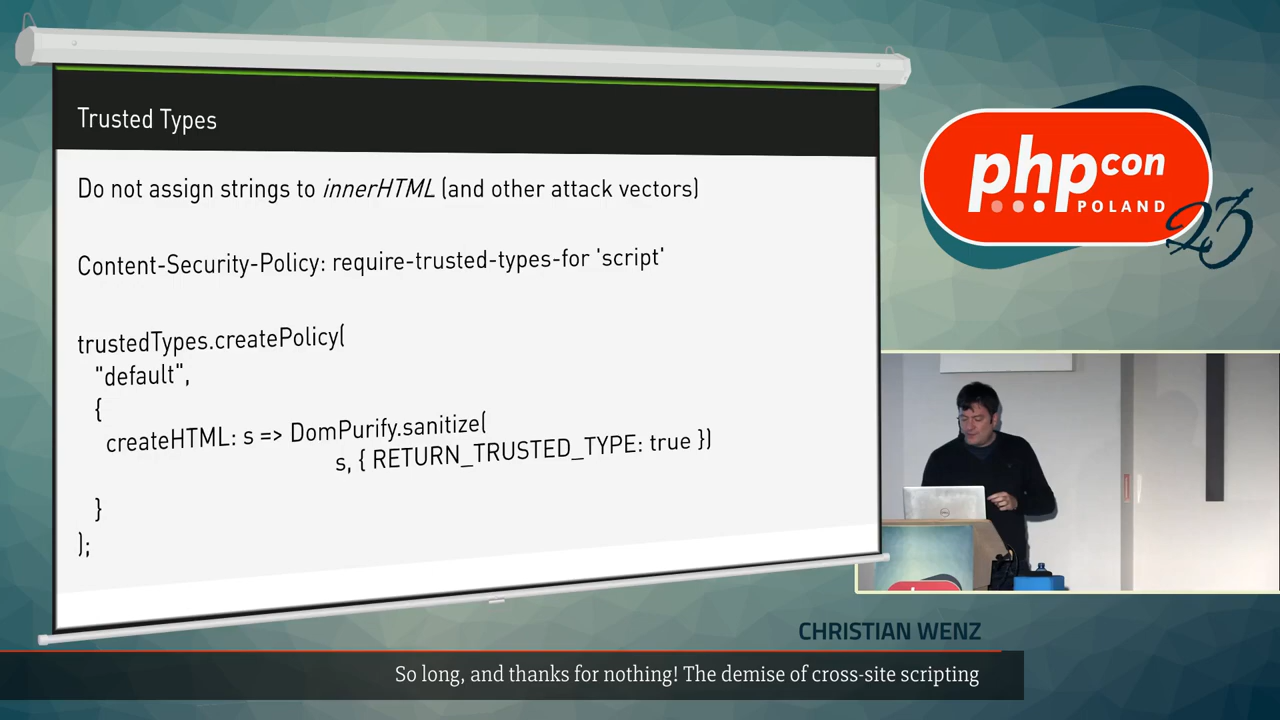 Trusted Types
Do not assign strings to innerHTML (and other attack vectors)
Content-Security-Policy: require-trusted-types-for 'script'
trustedTypes.createPolicy(
"default",
{
createHTML: s => DomPurify.sanitize(
s, { RETURN_TRUSTED_TYPE: true })
}
);
phpcon
POLAND
23
CHRISTIAN WENZ
So long, and thanks for nothing! The demise of cross-site scripting